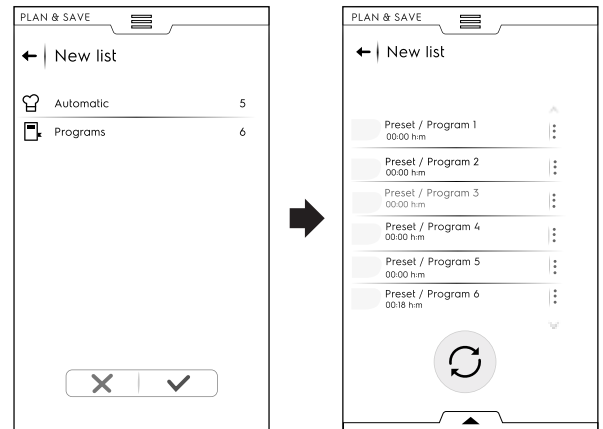 PLAN & SAVE
New list
Automatic 5
Programs 6
PLAN & SAVE
New list
Preset / Program 1
00:00 h:m
Preset / Program 2
00:00 h:m
Preset / Program 3
00:00 h:m
Preset / Program 4
00:00 h:m
Preset / Program 5
00:00 h:m
Preset / Program 6
00:18 h:m